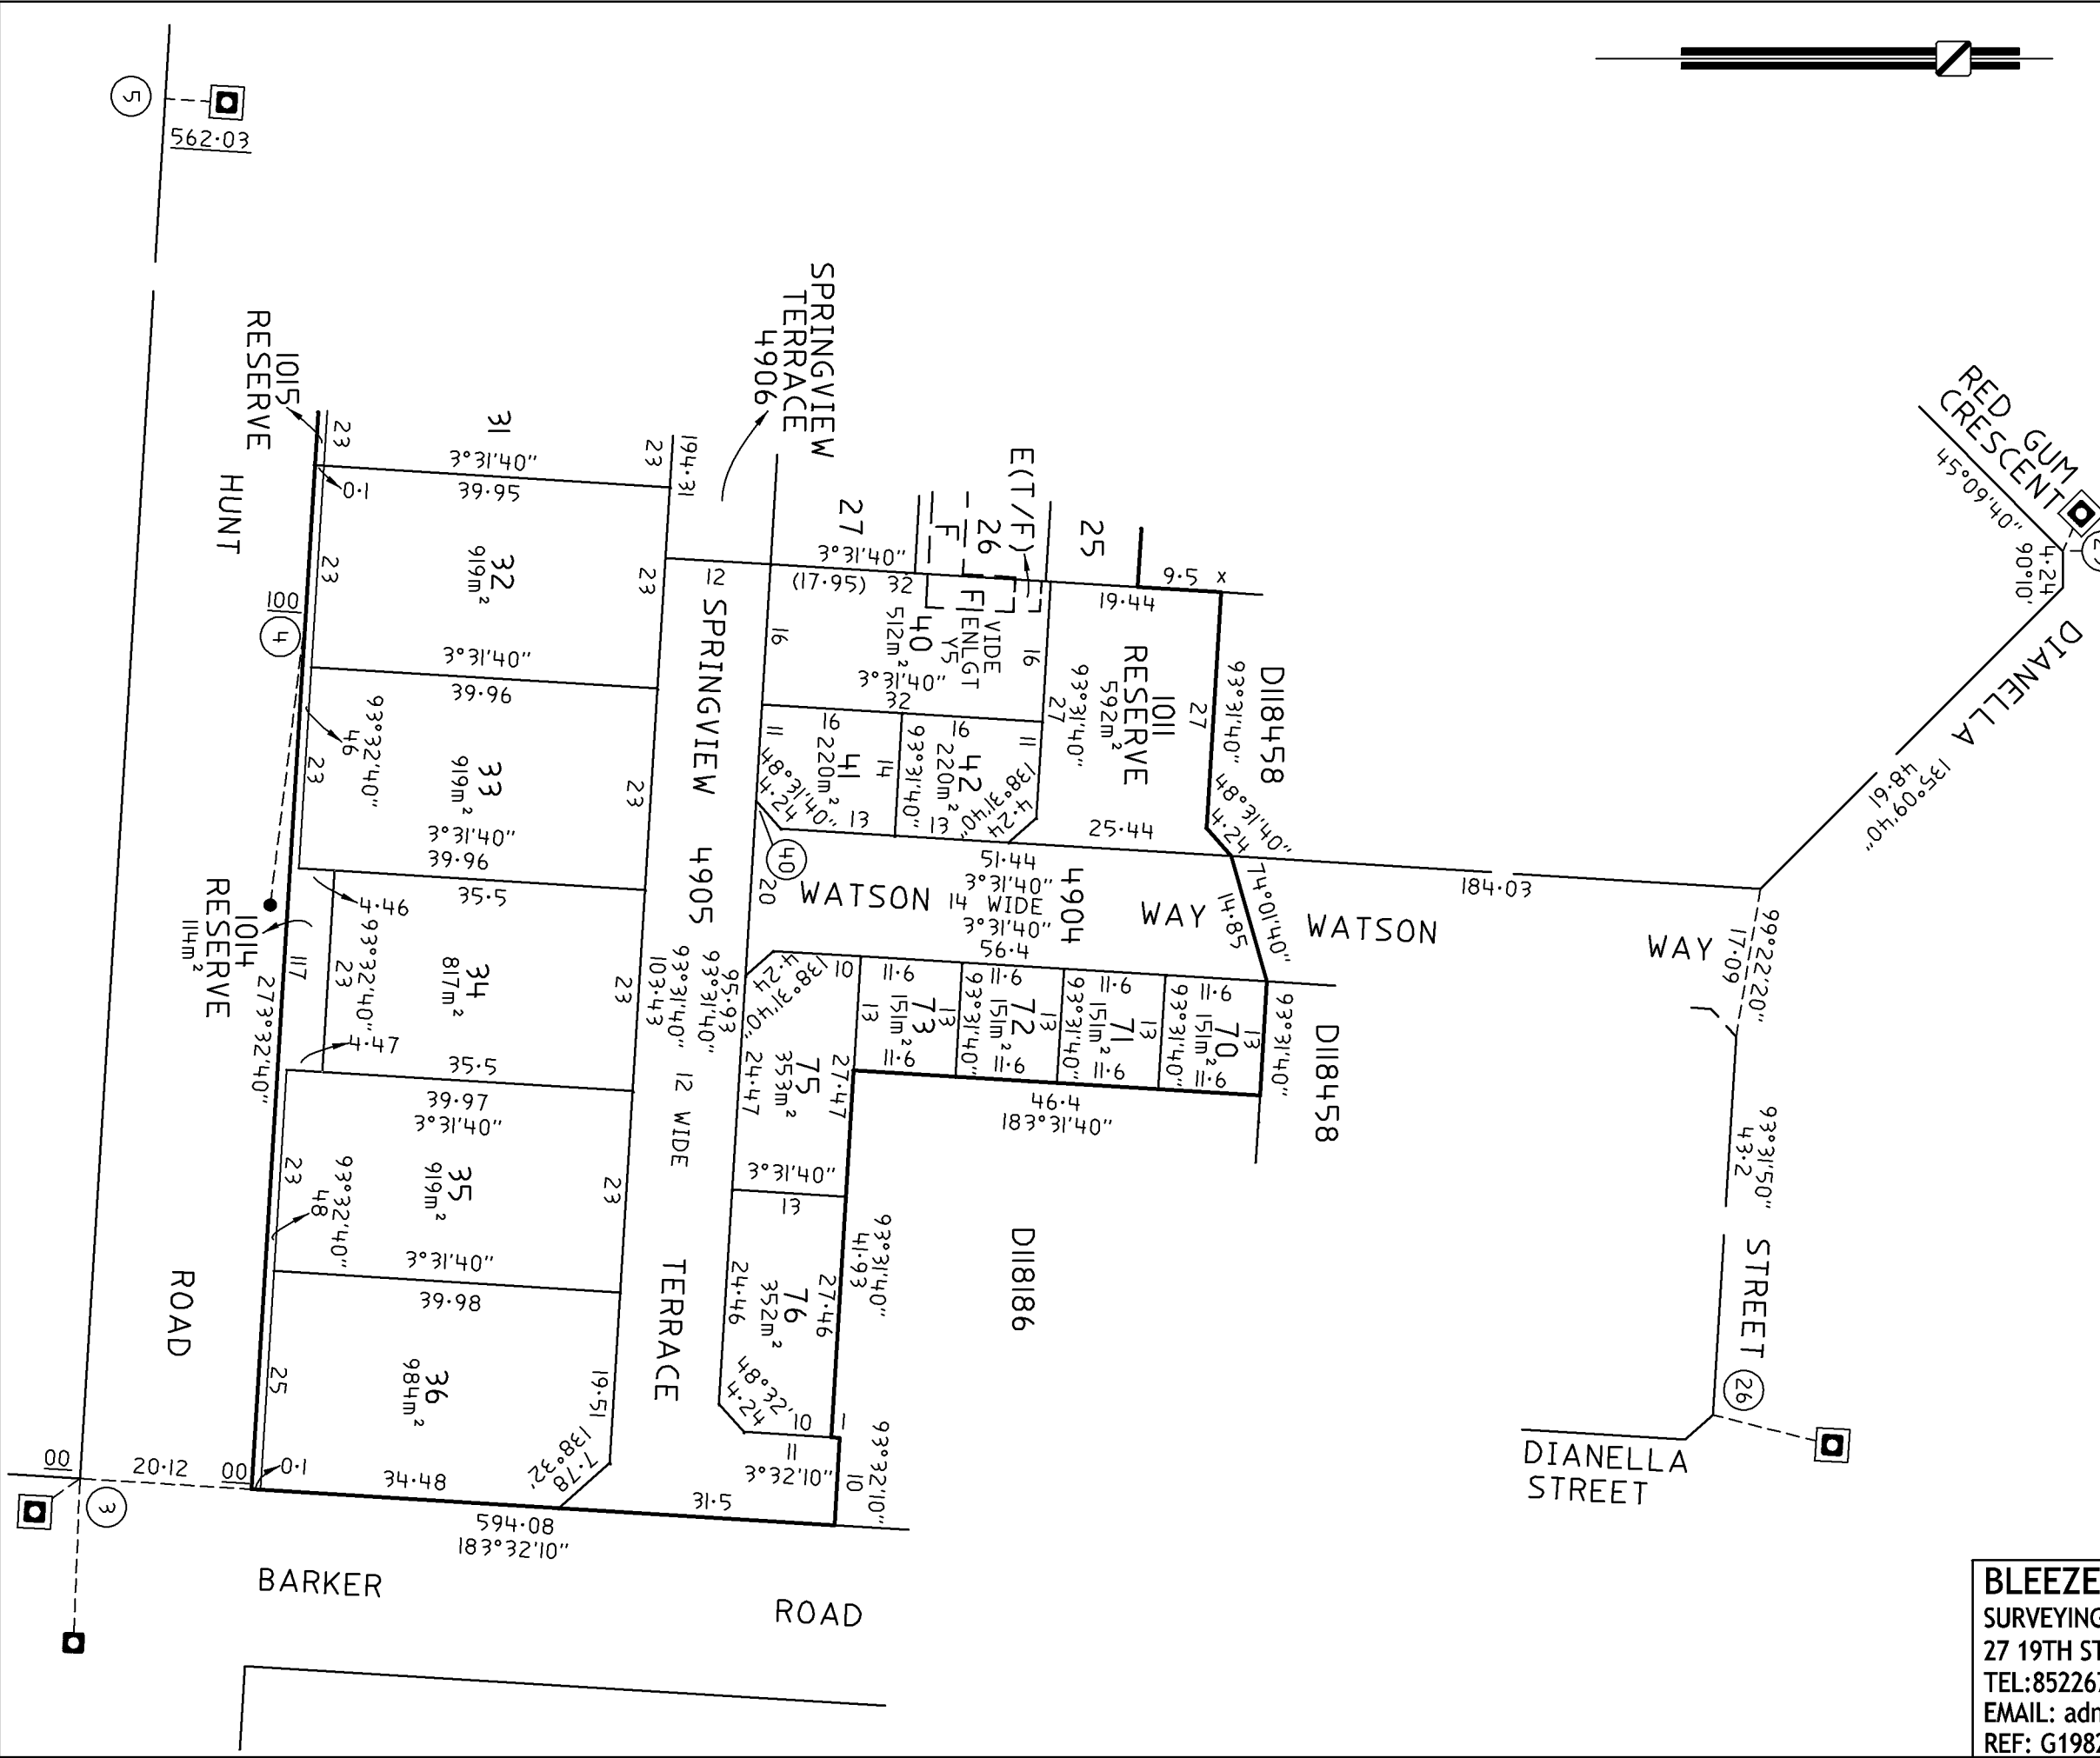 5
562·03
RESERVE
1015
HUNT
100
4
0·1
23
31
3°31'40"
39.95
23
194·31
SPRINGVIEW
TERRACE
4906
32
919m²
23
23
3°31'40"
39·96
33
919m²
23
23
93°32'40"
46
3°31'40"
39·96
35·5
4·46
93°32'40"
23
34
817m²
23
4·47
35·5
117
1014
RESERVE
114m²
273°32'40"
39·97
3°31'40"
35
919m²
23
23
93°32'40"
48
3°31'40"
39·98
36
984m²
25
19·51
138°32'
7·78
34·48
0·1
00
20·12
00
3
594·08
183°32'10"
31·5
BARKER
ROAD
ROAD
12
SPRINGVIEW
4905
12 WIDE
TERRACE
93°31'40"
103·43
95·93
93°31'40"
27
3°31'40"
(17·95)
32
F
26
E(T/F)
25
9·5
x
19·44
16
16
F
VIDE
ENLGT
Y5
40
512m²
3°31'40"
32
1011
RESERVE
592m²
93°31'40"
27
27
93°31'40"
D118458
11
16
41
220m²
14
48°31'40"
4·24
13
16
42
220m²
93°31'40"
11
138°31'40"
4·24
13
25·44
48°31'40"
4·24
40
20
WATSON
51·44
3°31'40"
14 WIDE
3°31'40"
56·4
4904
WAY
14·85
74°01'40"
WATSON
WAY
184·03
138°31'40"
4·24
10
11·6
11·6
11·6
11·6
13
73
151m²
13
93°31'40"
72
151m²
13
93°31'40"
71
151m²
13
93°31'40"
70
151m²
13
93°31'40"
11·6
11·6
11·6
11·6
D118458
46·4
183°31'40"
75
353m²
24·47
27·47
3°31'40"
13
76
352m²
24·46
27·46
93°31'40"
41·93
D118186
48°32'
4·24
10
1
11
3°32'10"
10
93°32'10"
RED GUM
CRESCENT
45°09'40"
4·24
90°10'
DIANELLA
135°09'40"
48·61
99°22'20"
17·09
93°31'50"
43·2
STREET
26
DIANELLA
STREET
BLEEZE
SURVEYING
27 19TH ST
TEL:85226
EMAIL: adm
REF: G198